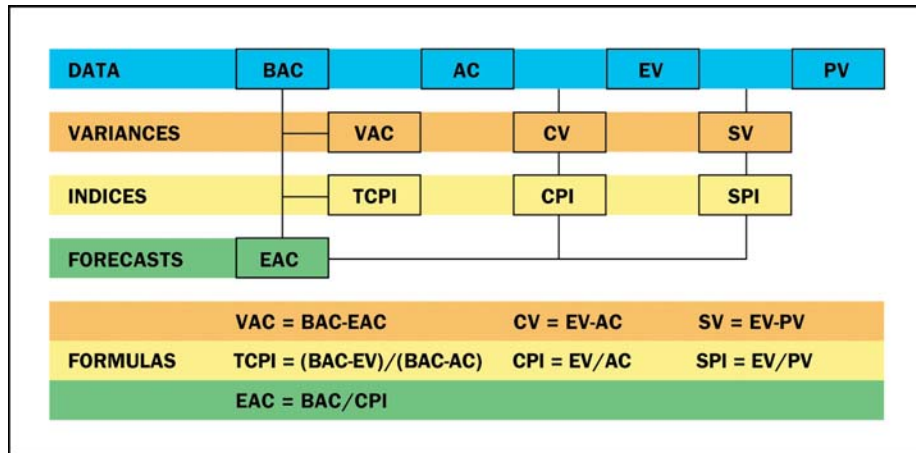 DATA BAC AC EV PV
VARIANCES VAC CV SV
INDICES TCPI CPI SPI
FORECASTS EAC
VAC = BAC-EAC CV = EV-AC SV = EV-PV
FORMULAS TCPI = (BAC-EV)/(BAC-AC) CPI = EV/AC SPI = EV/PV
EAC = BAC/CPI